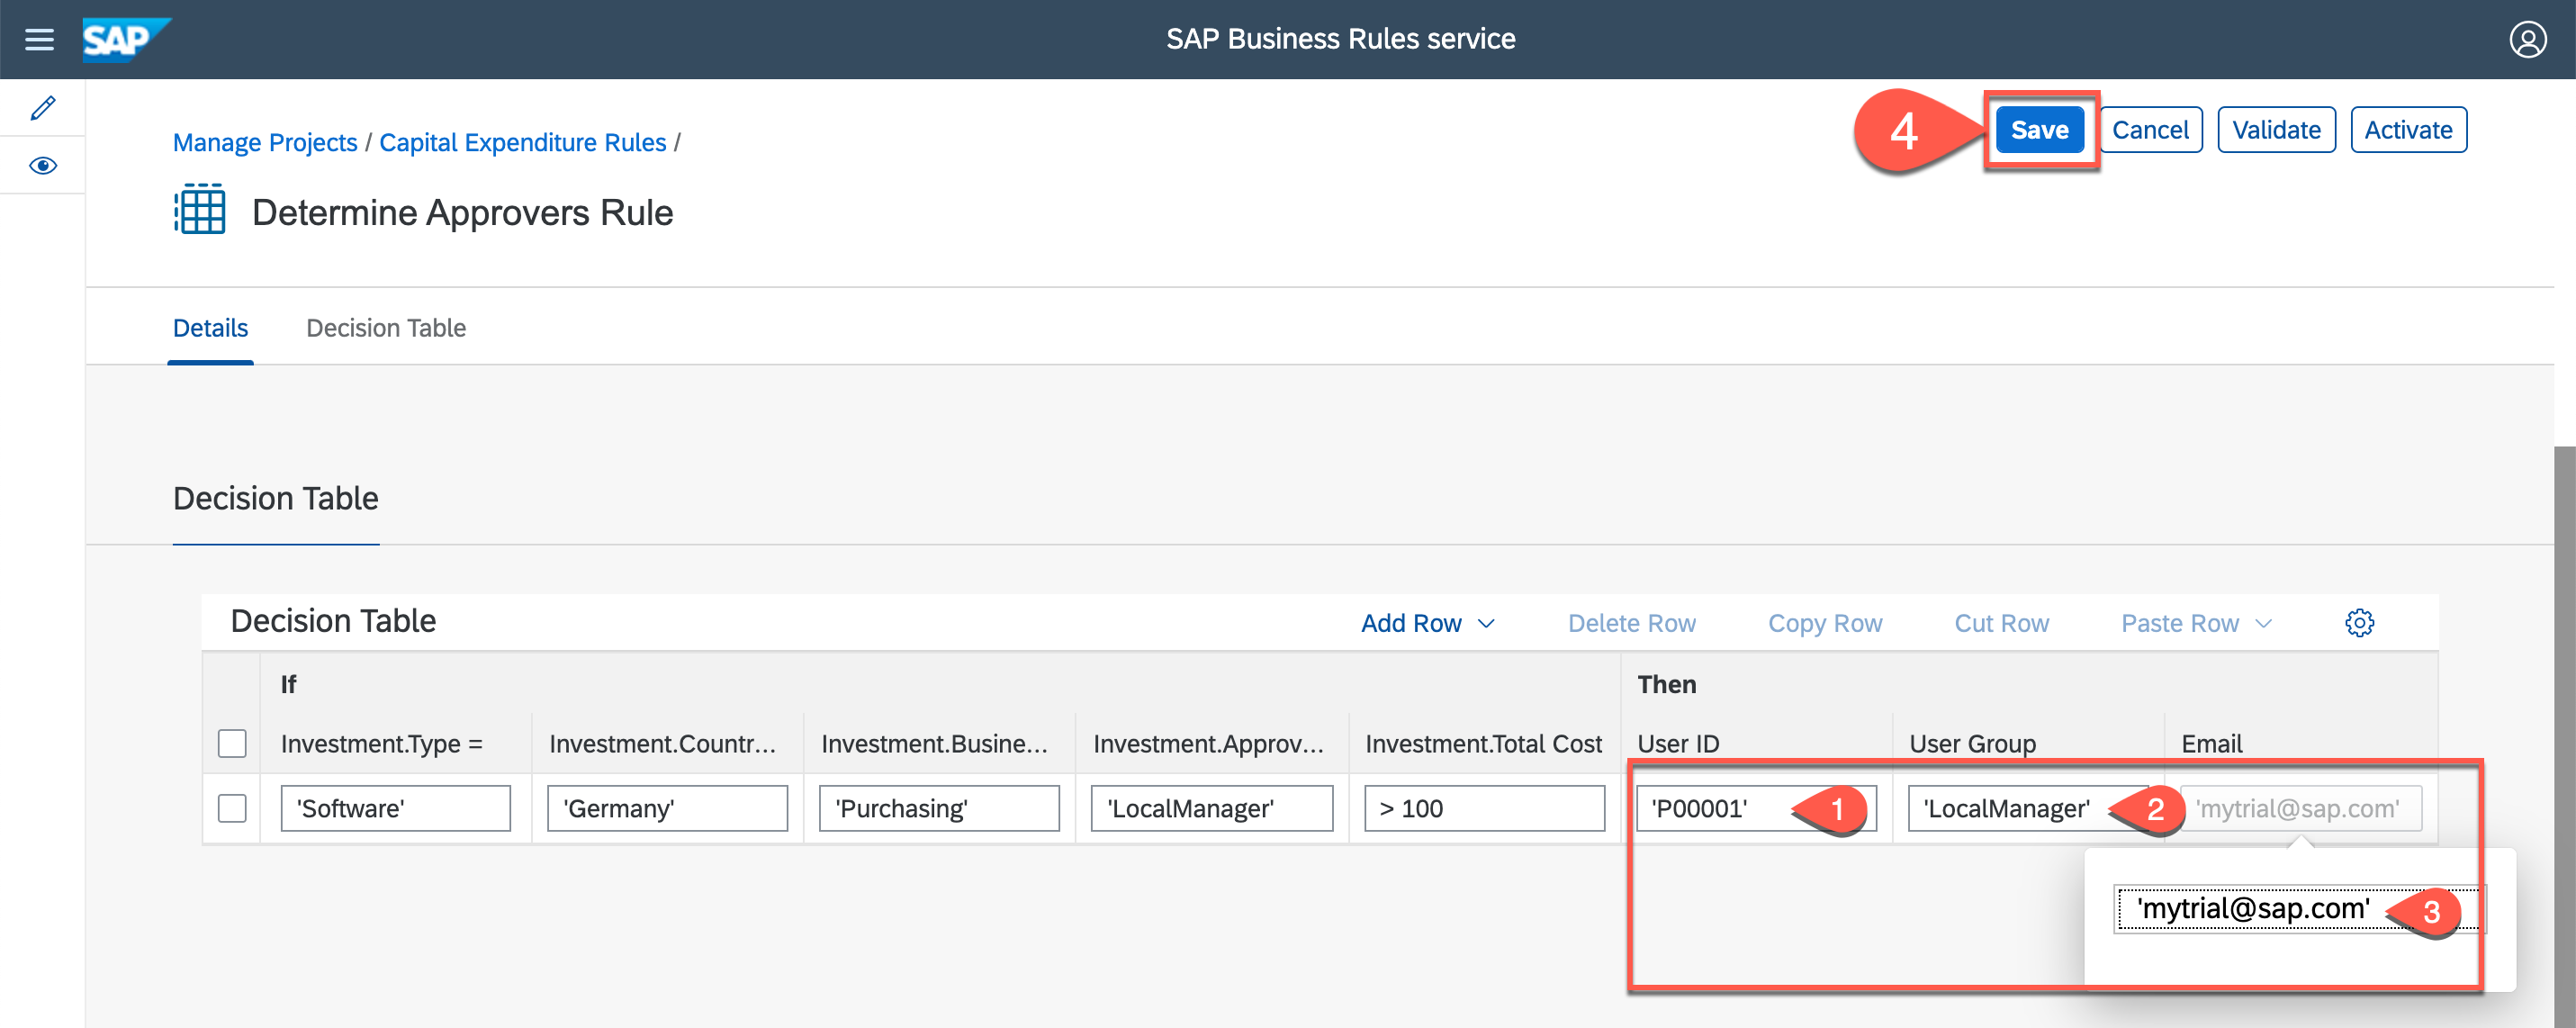 SAP
SAP Business Rules service
Manage Projects / Capital Expenditure Rules /
4
Save
Cancel
Validate
Activate
Determine Approvers Rule
Details
Decision Table
Decision Table
Decision Table
Add Row
Delete Row
Copy Row
Cut Row
Paste Row
If
Then
Investment.Type =
Investment.Countr...
Investment.Busine...
Investment.Approv...
Investment.Total Cost
User ID
User Group
Email
'Software'
'Germany'
'Purchasing'
'LocalManager'
> 100
'P00001'
1
'LocalManager'
2
'mytrial@sap.com'
'mytrial@sap.com'
3